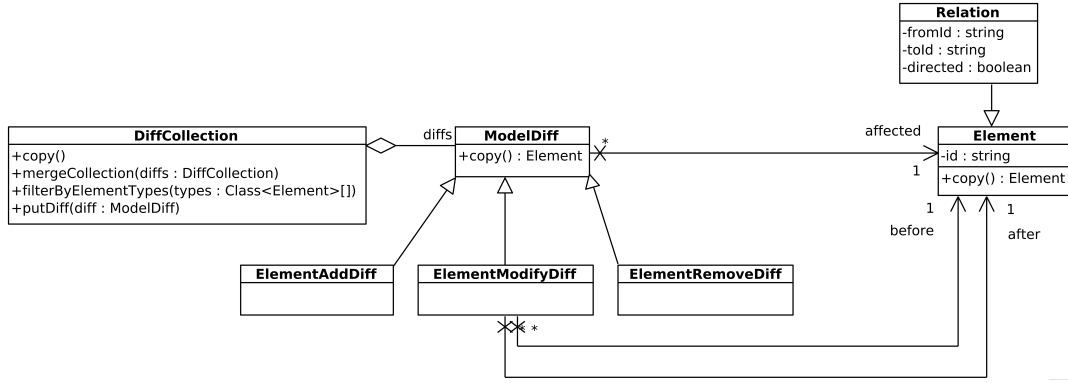 Relation
-fromId : string
-toId : string
-directed : boolean
DiffCollection
+copy()
+mergeCollection(diffs : DiffCollection)
+filterByElementTypes(types : Class<Element>[])
+putDiff(diff : ModelDiff)
diffs
ModelDiff
+copy() : Element
*
affected
1
Element
-id : string
+copy() : Element
1
before
1
after
ElementAddDiff
ElementModifyDiff
ElementRemoveDiff
* *